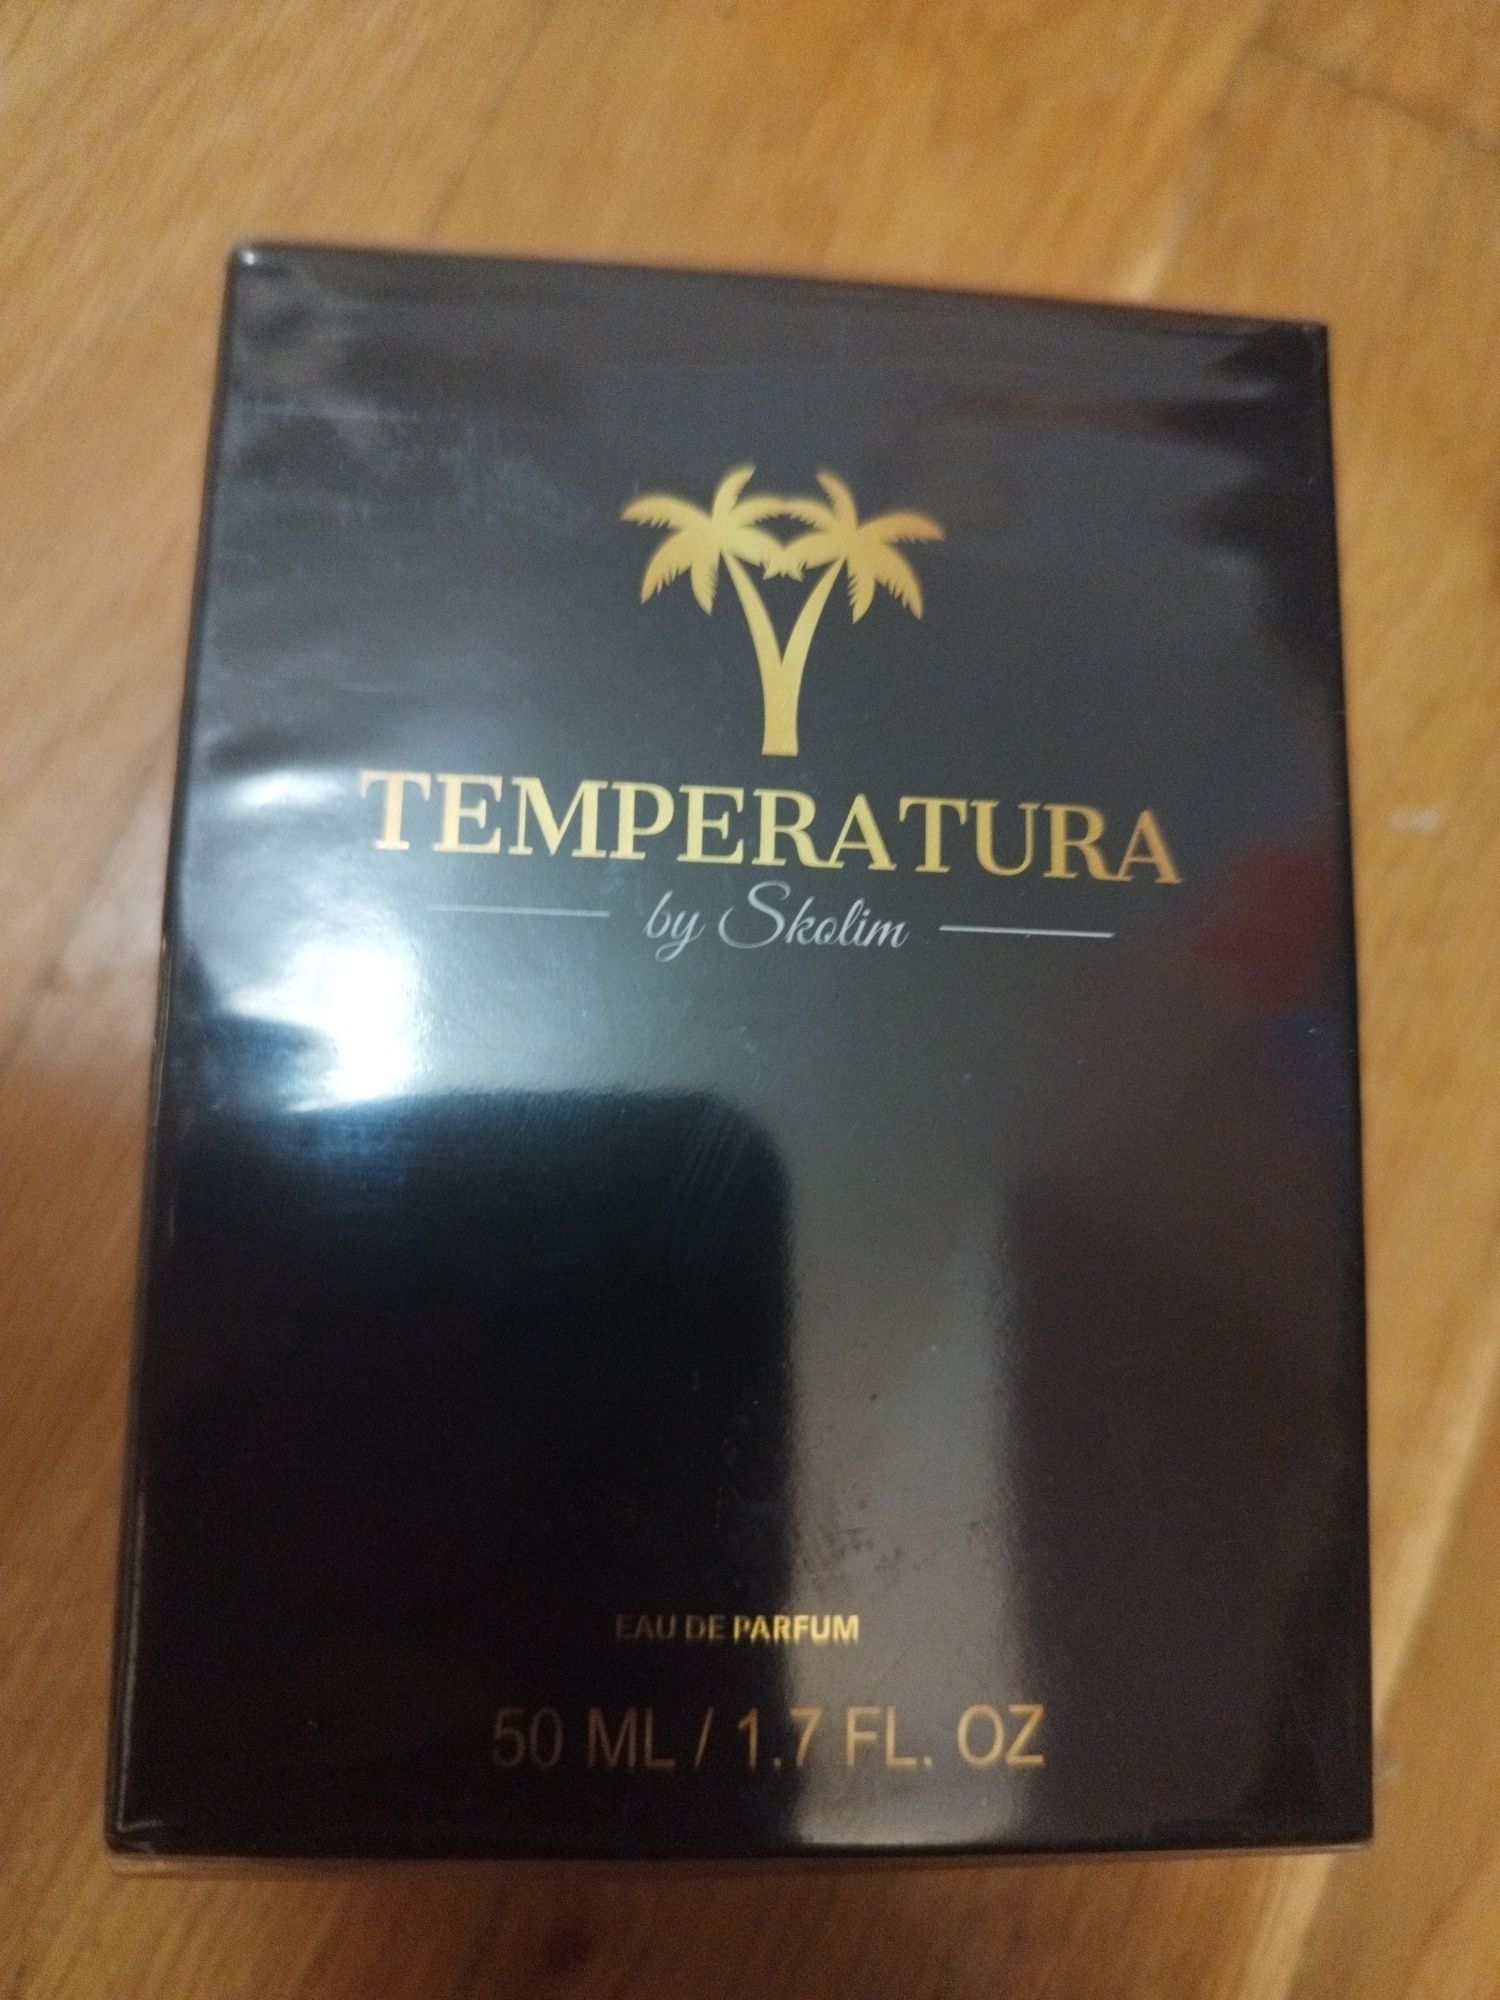 TEMPERATURA
by Skolim
EAU DE PARFUM
50 ML / 1.7 FL. OZ